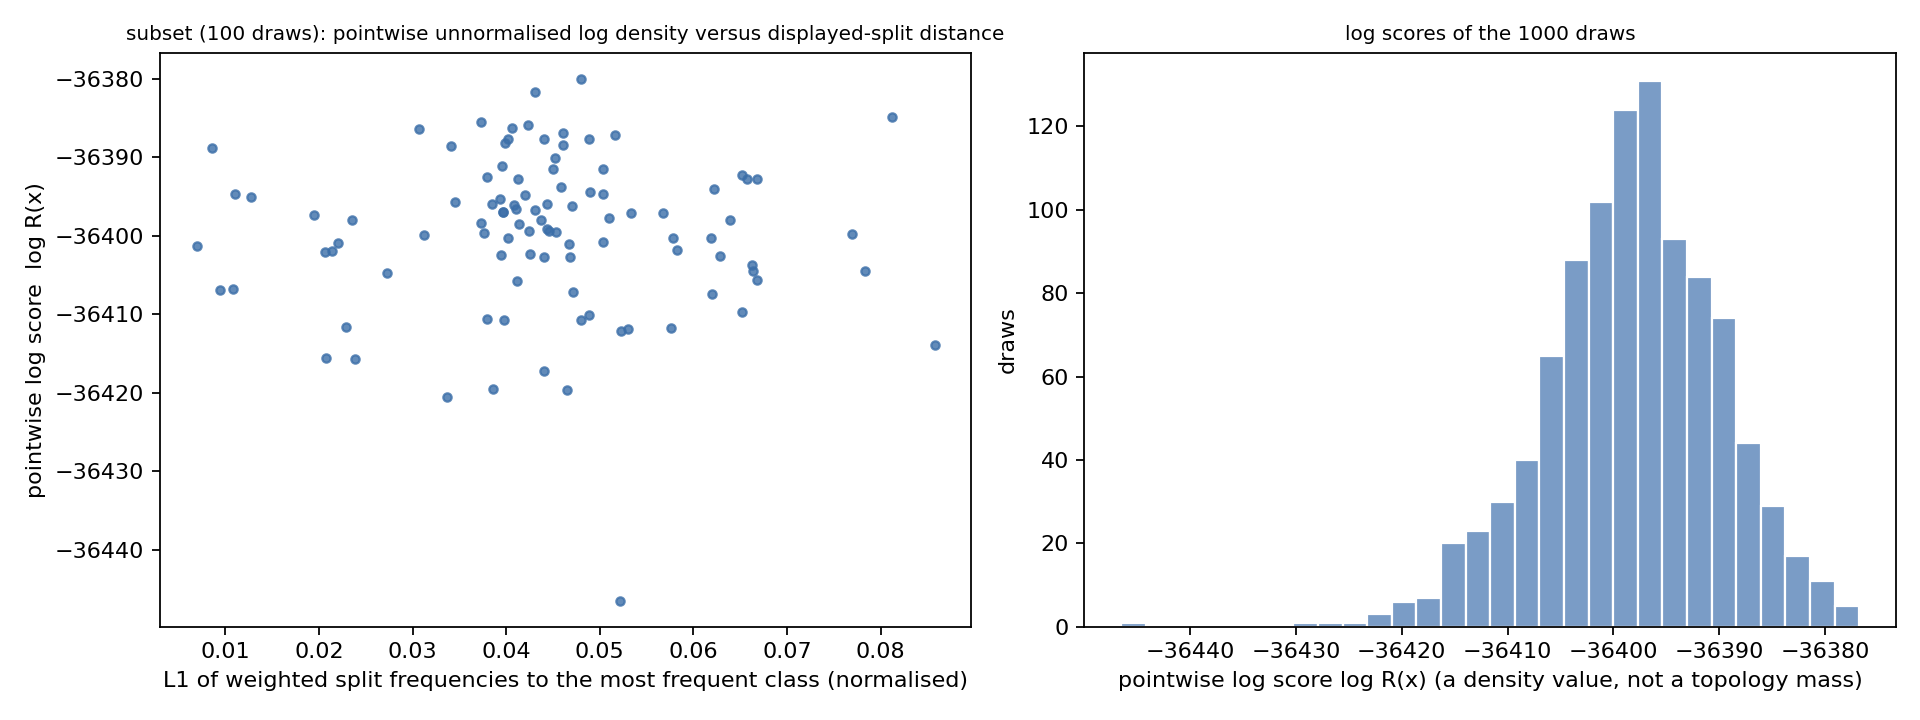 subset (100 draws): pointwise unnormalised log density versus displayed-split distance
pointwise log score  log R(x)
−36380
−36390
−36400
−36410
−36420
−36430
−36440
0.01 0.02 0.03 0.04 0.05 0.06 0.07 0.08
L1 of weighted split frequencies to the most frequent class (normalised)
log scores of the 1000 draws
draws
120
100
80
60
40
20
0
−36440 −36430 −36420 −36410 −36400 −36390 −36380
pointwise log score log R(x) (a density value, not a topology mass)